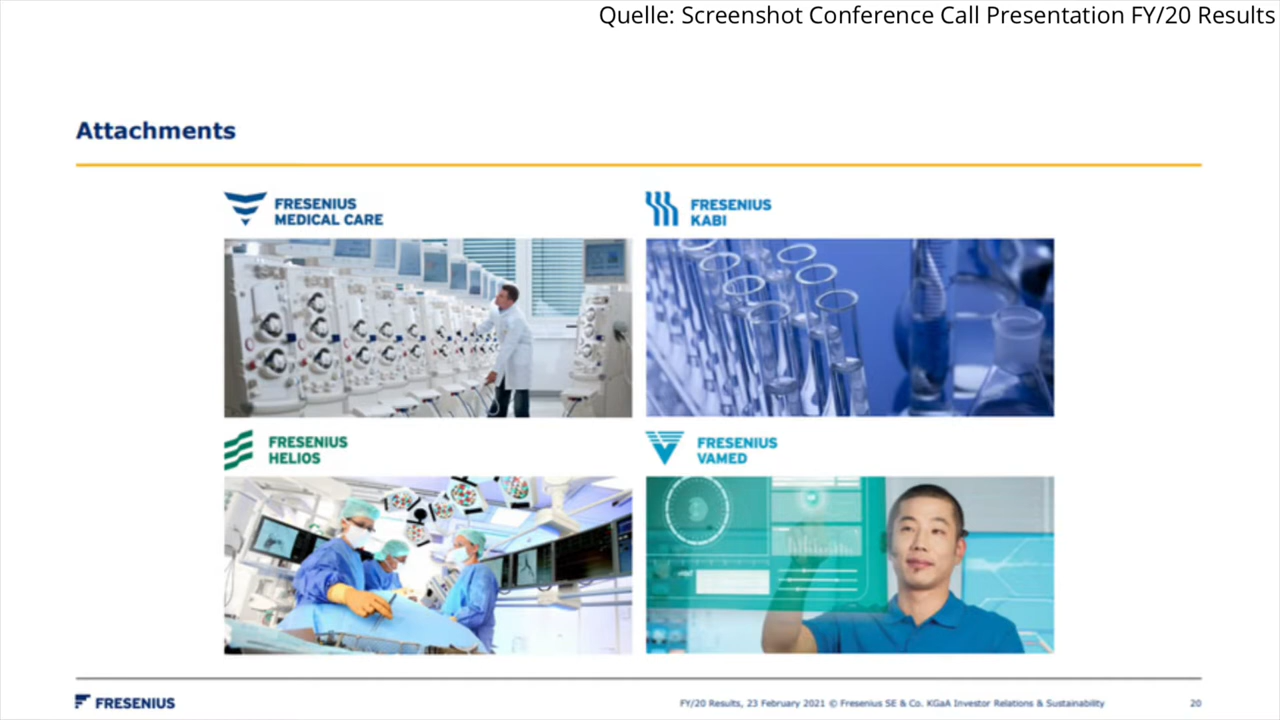 Quelle: Screenshot Conference Call Presentation FY/20 Results
Attachments
FRESENIUS
MEDICAL CARE
FRESENIUS
KABI
FRESENIUS
HELIOS
FRESENIUS
VAMED
FRESENIUS
FY/20 Results, 23 February 2021 © Fresenius SE & Co. KGaA Investor Relations & Sustainability
20